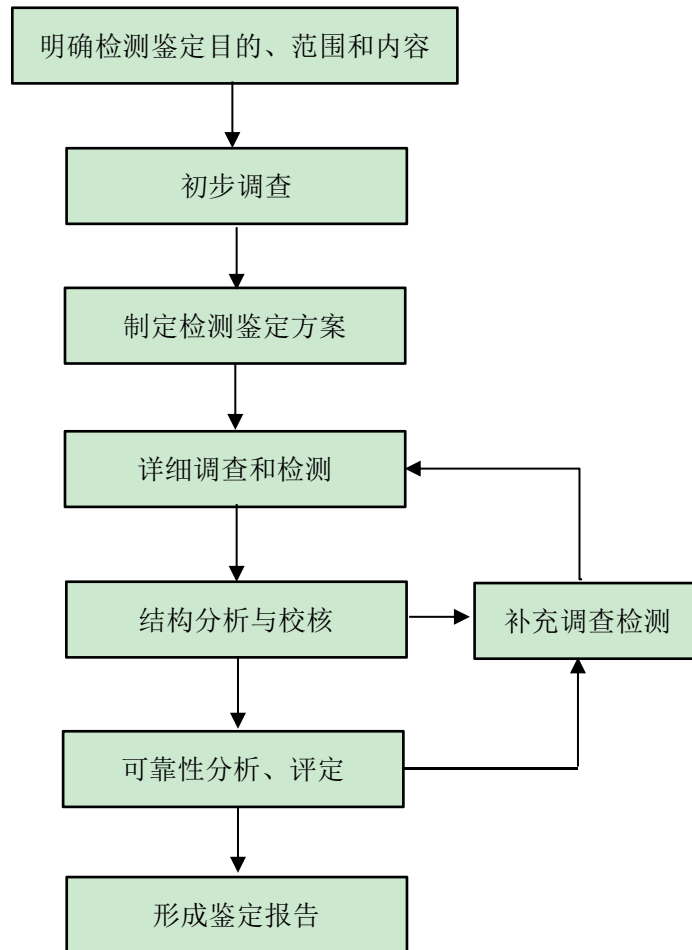 明确检测鉴定目的、范围和内容
初步调查
制定检测鉴定方案
详细调查和检测
结构分析与校核
补充调查检测
可靠性分析、评定
形成鉴定报告